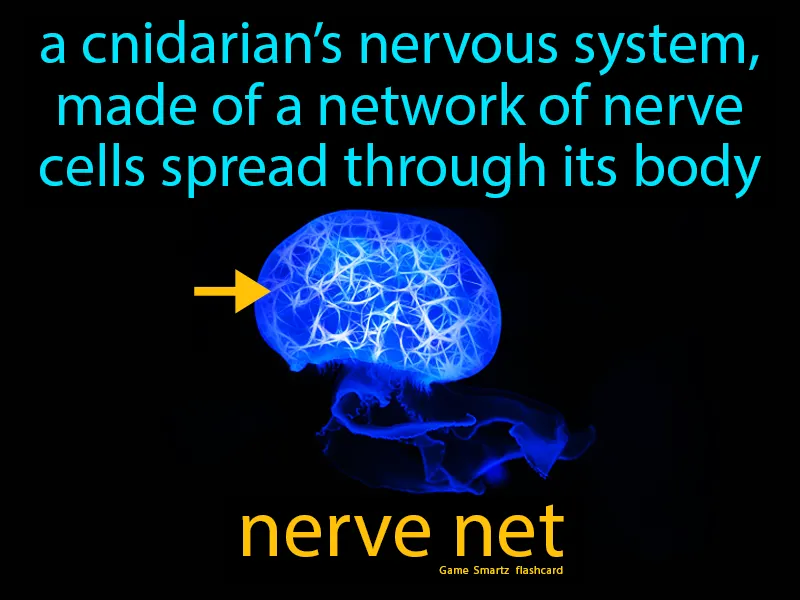 a cnidarian’s nervous system,
made of a network of nerve
cells spread through its body
nerve net
Game Smartz flashcard